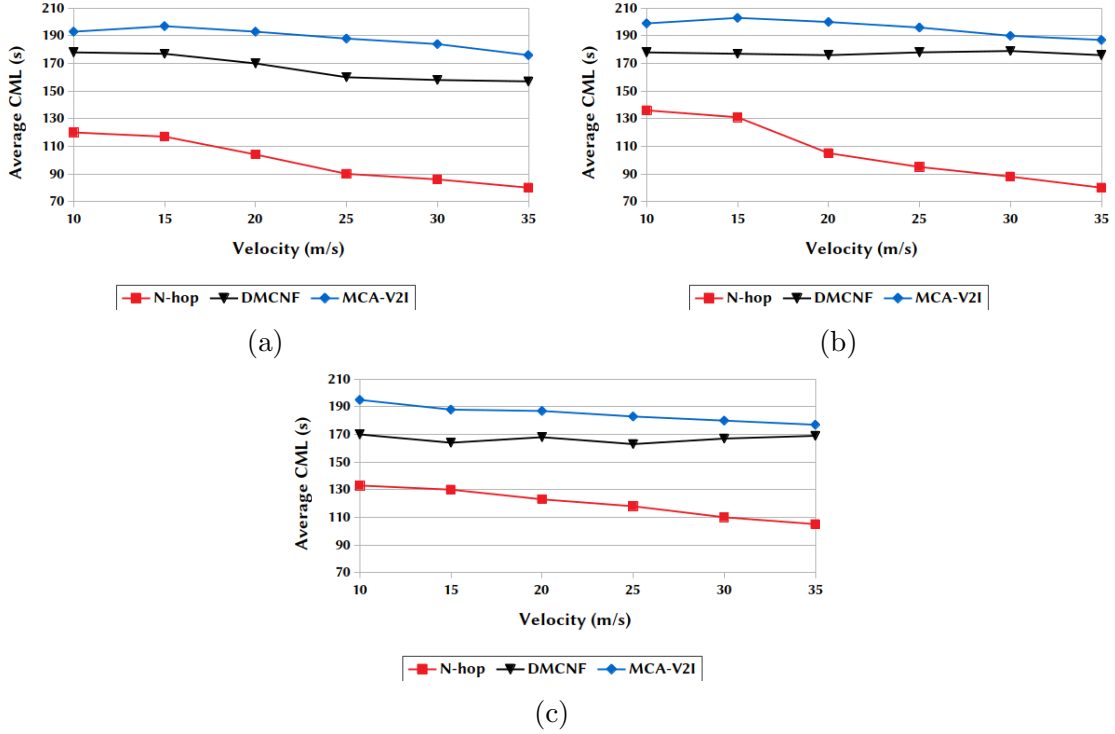 210
190
170
150
130
110
90
70
Average CML (s)
10 15 20 25 30 35
Velocity (m/s)
N-hop DMCNF MCA-V2I
(a)
210
190
170
150
130
110
90
70
Average CML (s)
10 15 20 25 30 35
Velocity (m/s)
N-hop DMCNF MCA-V2I
(b)
210
190
170
150
130
110
90
70
Average CML (s)
10 15 20 25 30 35
Velocity (m/s)
N-hop DMCNF MCA-V2I
(c)